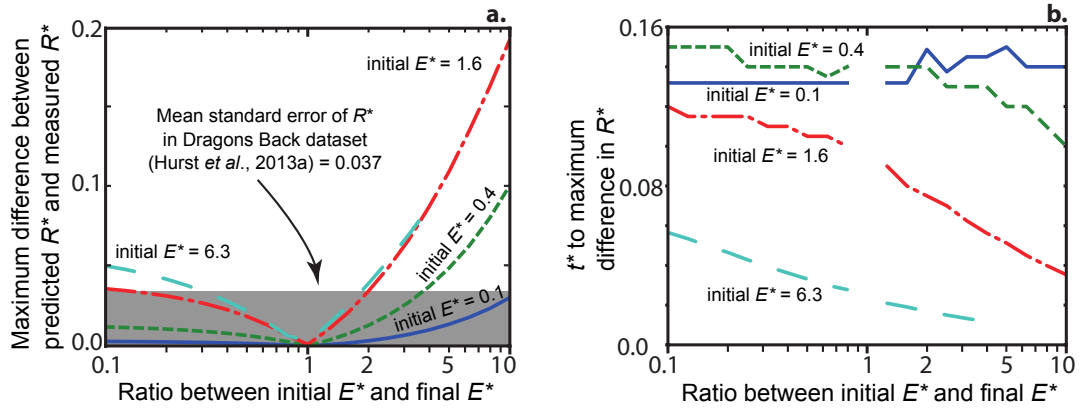 a.
Maximum difference between
predicted R* and measured R*
0.2
0.1
0.0
initial E* = 1.6
Mean standard error of R*
in Dragons Back dataset
(Hurst et al., 2013a) = 0.037
initial E* = 6.3
initial E* = 0.4
initial E* = 0.1
0.1
1
2
5
10
Ratio between initial E* and final E*
b.
t* to maximum
difference in R*
0.16
0.08
0.0
initial E* = 0.4
initial E* = 0.1
initial E* = 1.6
initial E* = 6.3
0.1
1
2
5
10
Ratio between initial E* and final E*